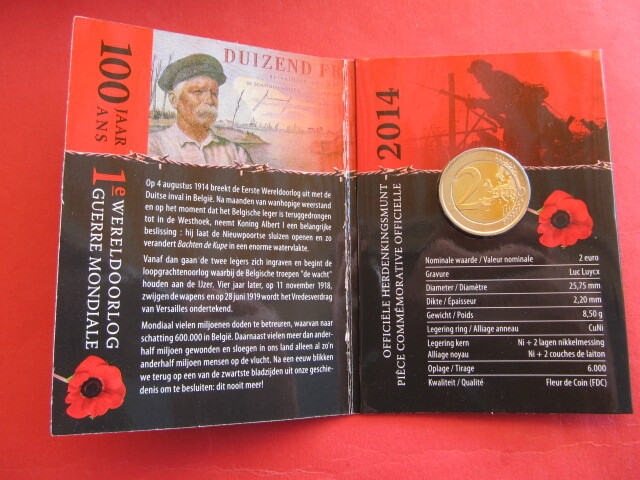 100 JAAR
ANS
1e WERELDOORLOG
GUERRE MONDIALE
DUIZEND FR
Op 4 augustus 1914 breekt de Eerste Wereldoorlog uit met de
Duitse inval in België. Na maanden van wanhopige weerstand
en op het moment dat het Belgische leger is teruggedrongen
tot in de Westhoek, neemt Koning Albert I een belangrijke
beslissing : hij laat de Nieuwpoortse sluizen openen en zo
verandert Bachten de Kupe in een enorme watervlakte.
Vanaf dan gaan de twee legers zich ingraven en begint de
loopgrachtenoorlog waarbij de Belgische troepen "de wacht"
houden aan de IJzer. Vier jaar later, op 11 november 1918,
zwijgen de wapens en op 28 juni 1919 wordt het Vredesverdrag
van Versailles ondertekend.
Mondiaal vielen miljoenen doden te betreuren, waarvan naar
schatting 600.000 in België. Daarnaast vielen meer dan ander-
half miljoen gewonden en sloegen in ons land alleen al zo'n
anderhalf miljoen mensen op de vlucht. Na een eeuw blikken
we terug op een van de zwartste bladzijden uit onze geschie-
denis om te besluiten: dit nooit meer!
OFFICIËLE HERDENKINGSMUNT -
PIÈCE COMMÉMORATIVE OFFICIELLE -
2014
2
Nominale waarde / Valeur nominale 2 euro
Gravure Luc Luycx
Diameter / Diamètre 25,75 mm
Dikte / Épaisseur 2,20 mm
Gewicht / Poids 8,50 g
Legering ring / Alliage anneau CuNi
Legering kern Ni + 2 lagen nikkelmessing
Alliage noyau Ni + 2 couches de laiton
Oplage / Tirage 6.000
Kwaliteit / Qualité Fleur de Coin (FDC)